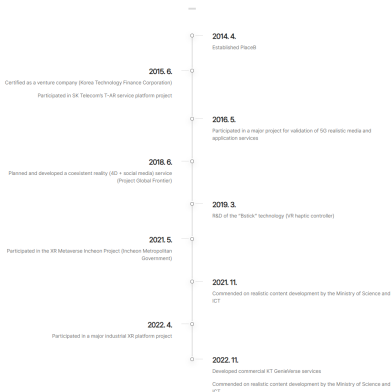 2014. 4.
Established PlaceB
2015. 6.
Certified as a venture company (Korea Technology Finance Corporation)
Participated in SK Telecom's T-AR service platform project
2016. 5.
Participated in a major project for validation of 5G realistic media and
application services
2018. 6.
Planned and developed a coexistent reality (4D + social media) service
(Project Global Frontier)
2019. 3.
R&D of the "Bstick" technology (VR haptic controller)
2021. 5.
Participated in the XR Metaverse Incheon Project (Incheon Metropolitan
Government)
2021. 11.
Commended on realistic content development by the Ministry of Science and
ICT
2022. 4.
Participated in a major industrial XR platform project
2022. 11.
Developed commercial KT GenieVerse services
Commended on realistic content development by the Ministry of Science and
ICT